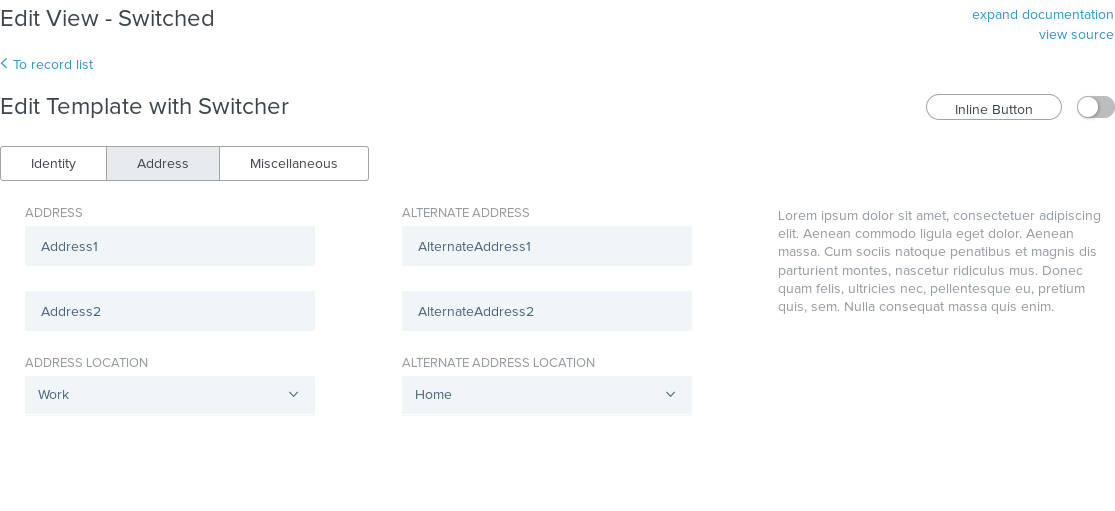 Edit View - Switched
expand documentation
view source
To record list
Edit Template with Switcher
Inline Button
Identity
Address
Miscellaneous
ADDRESS
Address1
Address2
ADDRESS LOCATION
Work
ALTERNATE ADDRESS
AlternateAddress1
AlternateAddress2
ALTERNATE ADDRESS LOCATION
Home
Lorem ipsum dolor sit amet, consectetuer adipiscing
elit. Aenean commodo ligula eget dolor. Aenean
massa. Cum sociis natoque penatibus et magnis dis
parturient montes, nascetur ridiculus mus. Donec
quam felis, ultricies nec, pellentesque eu, pretium
quis, sem. Nulla consequat massa quis enim.